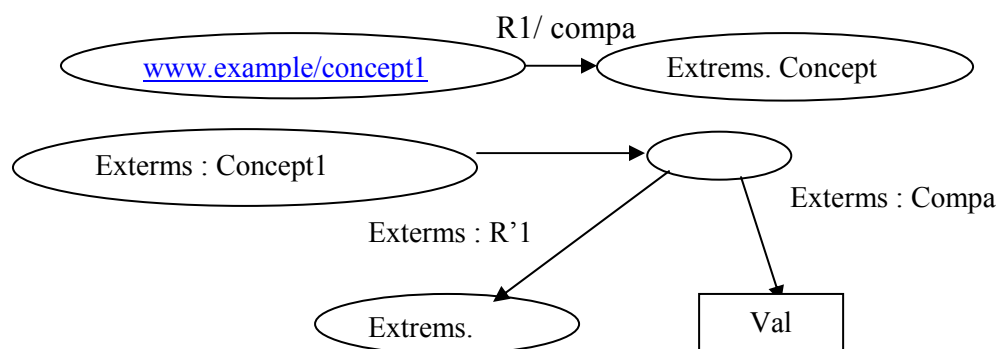 R1/ compa
www.example/concept1
Extrems. Concept
Exterms : Concept1
Exterms : Compa
Exterms : R’1
Extrems.
Val